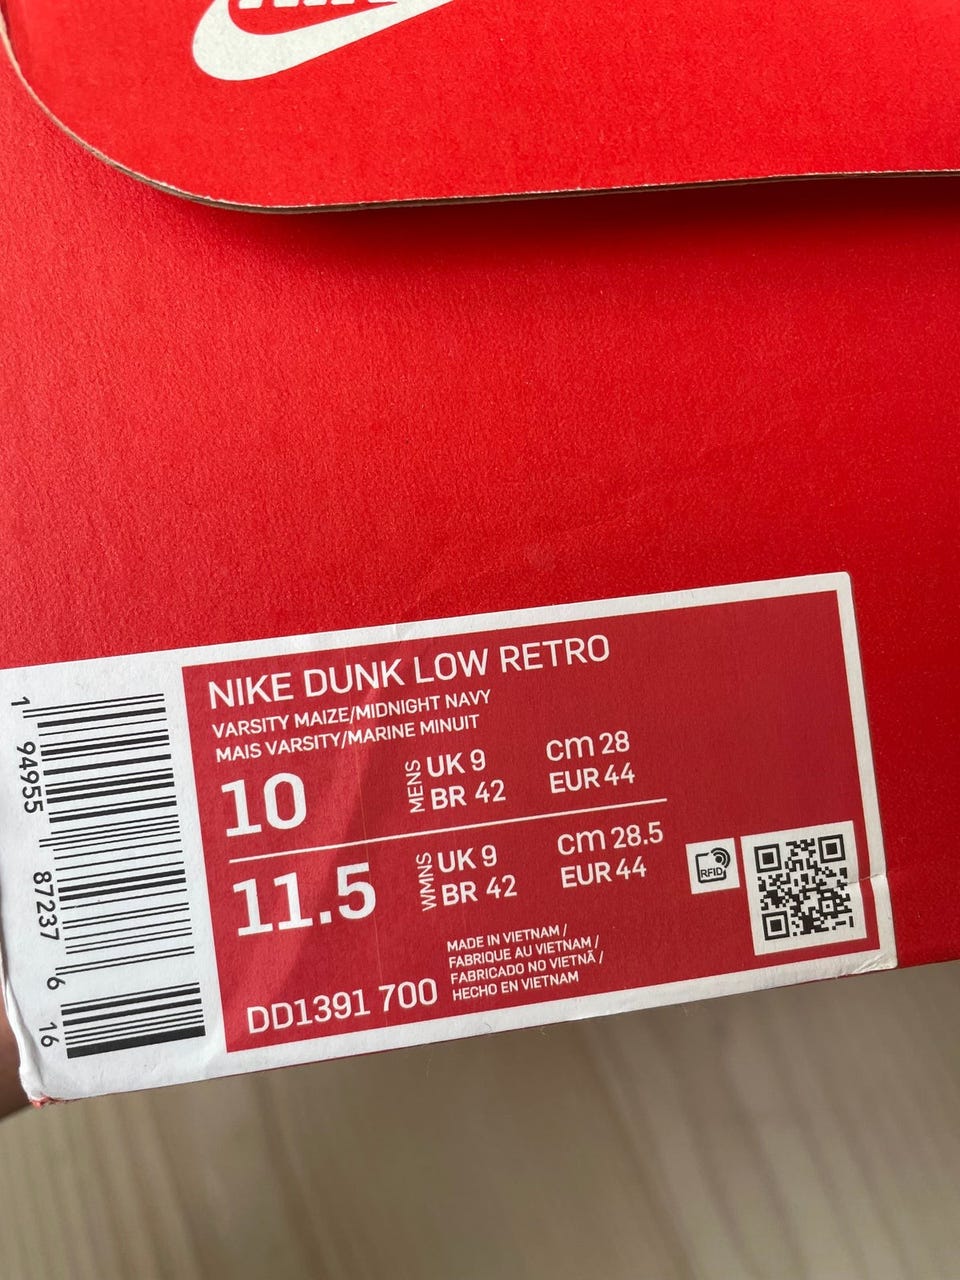 NIKE DUNK LOW RETRO
VARSITY MAIZE/MIDNIGHT NAVY
MAIS VARSITY/MARINE MINUIT
10 MENS UK 9 cm 28
BR 42 EUR 44
11.5 WMNS UK 9 cm 28.5
BR 42 EUR 44
RFID
MADE IN VIETNAM /
FABRIQUE AU VIETNAM /
FABRICADO NO VIETNÃ /
HECHO EN VIETNAM
DD1391 700
1 94955 87237 6 16